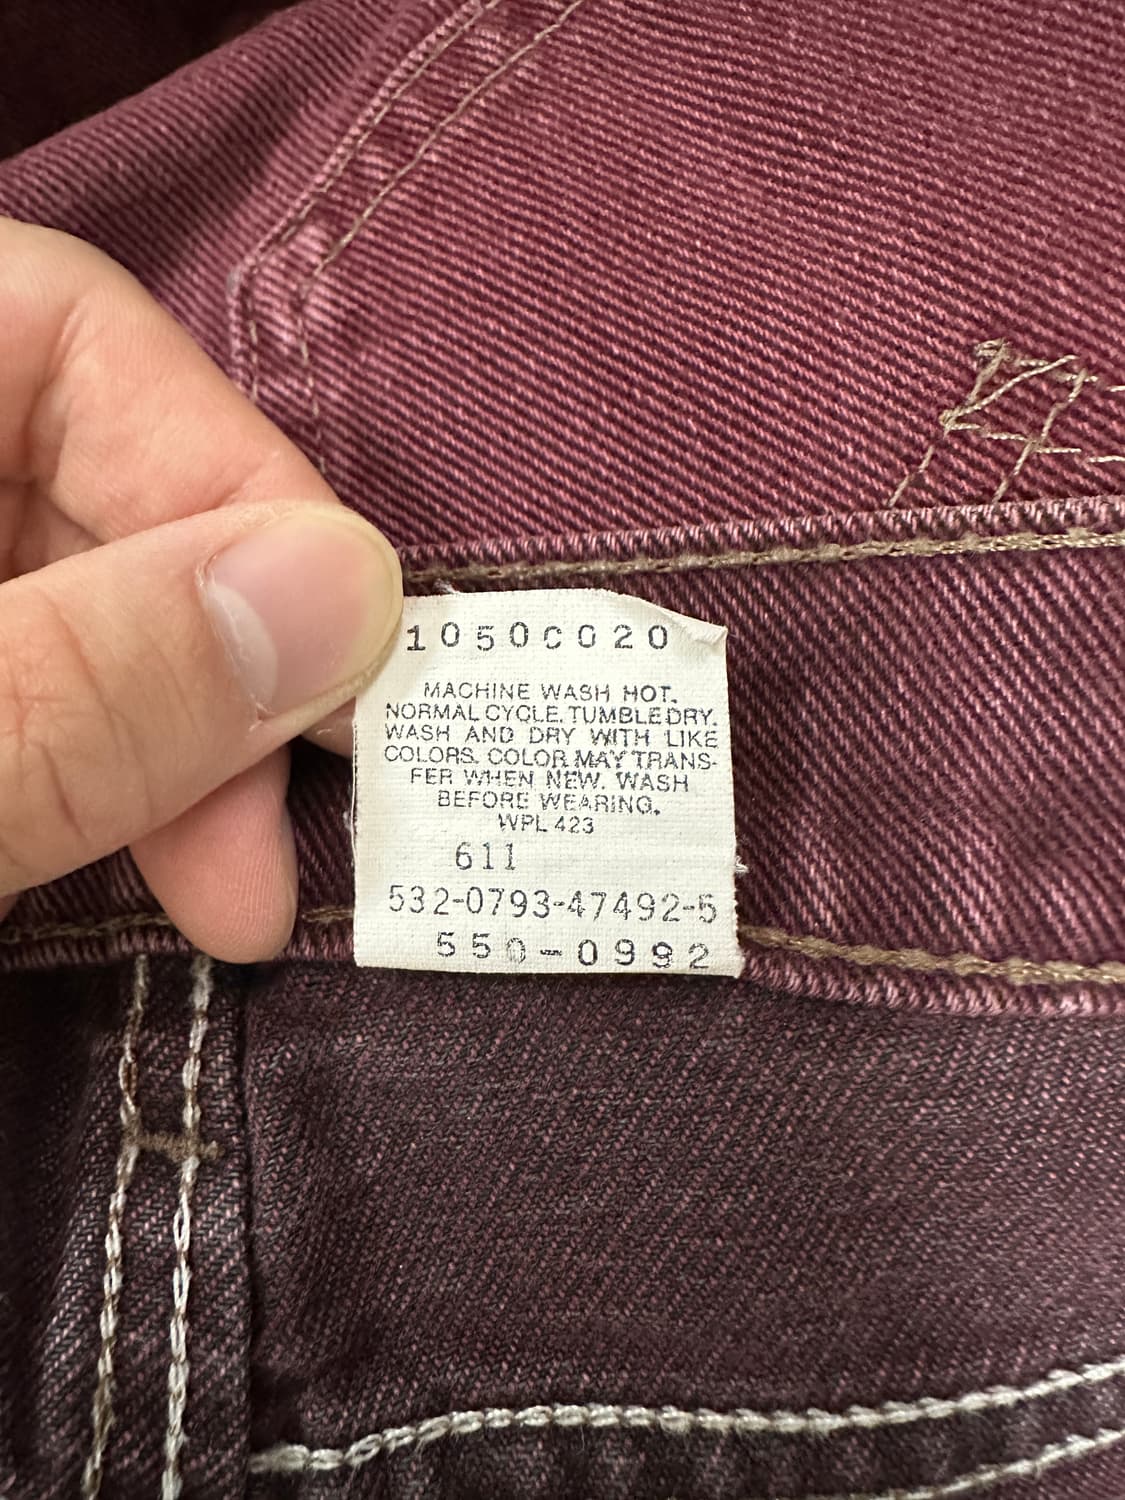 10500020
MACHINE WASH HOT.
NORMAL CYCLE. TUMBLE DRY.
WASH AND DRY WITH LIKE
COLORS. COLOR MAY TRANS-
FER WHEN NEW. WASH
BEFORE WEARING.
WPL 423
611
532-0793-47492-5
550-0992